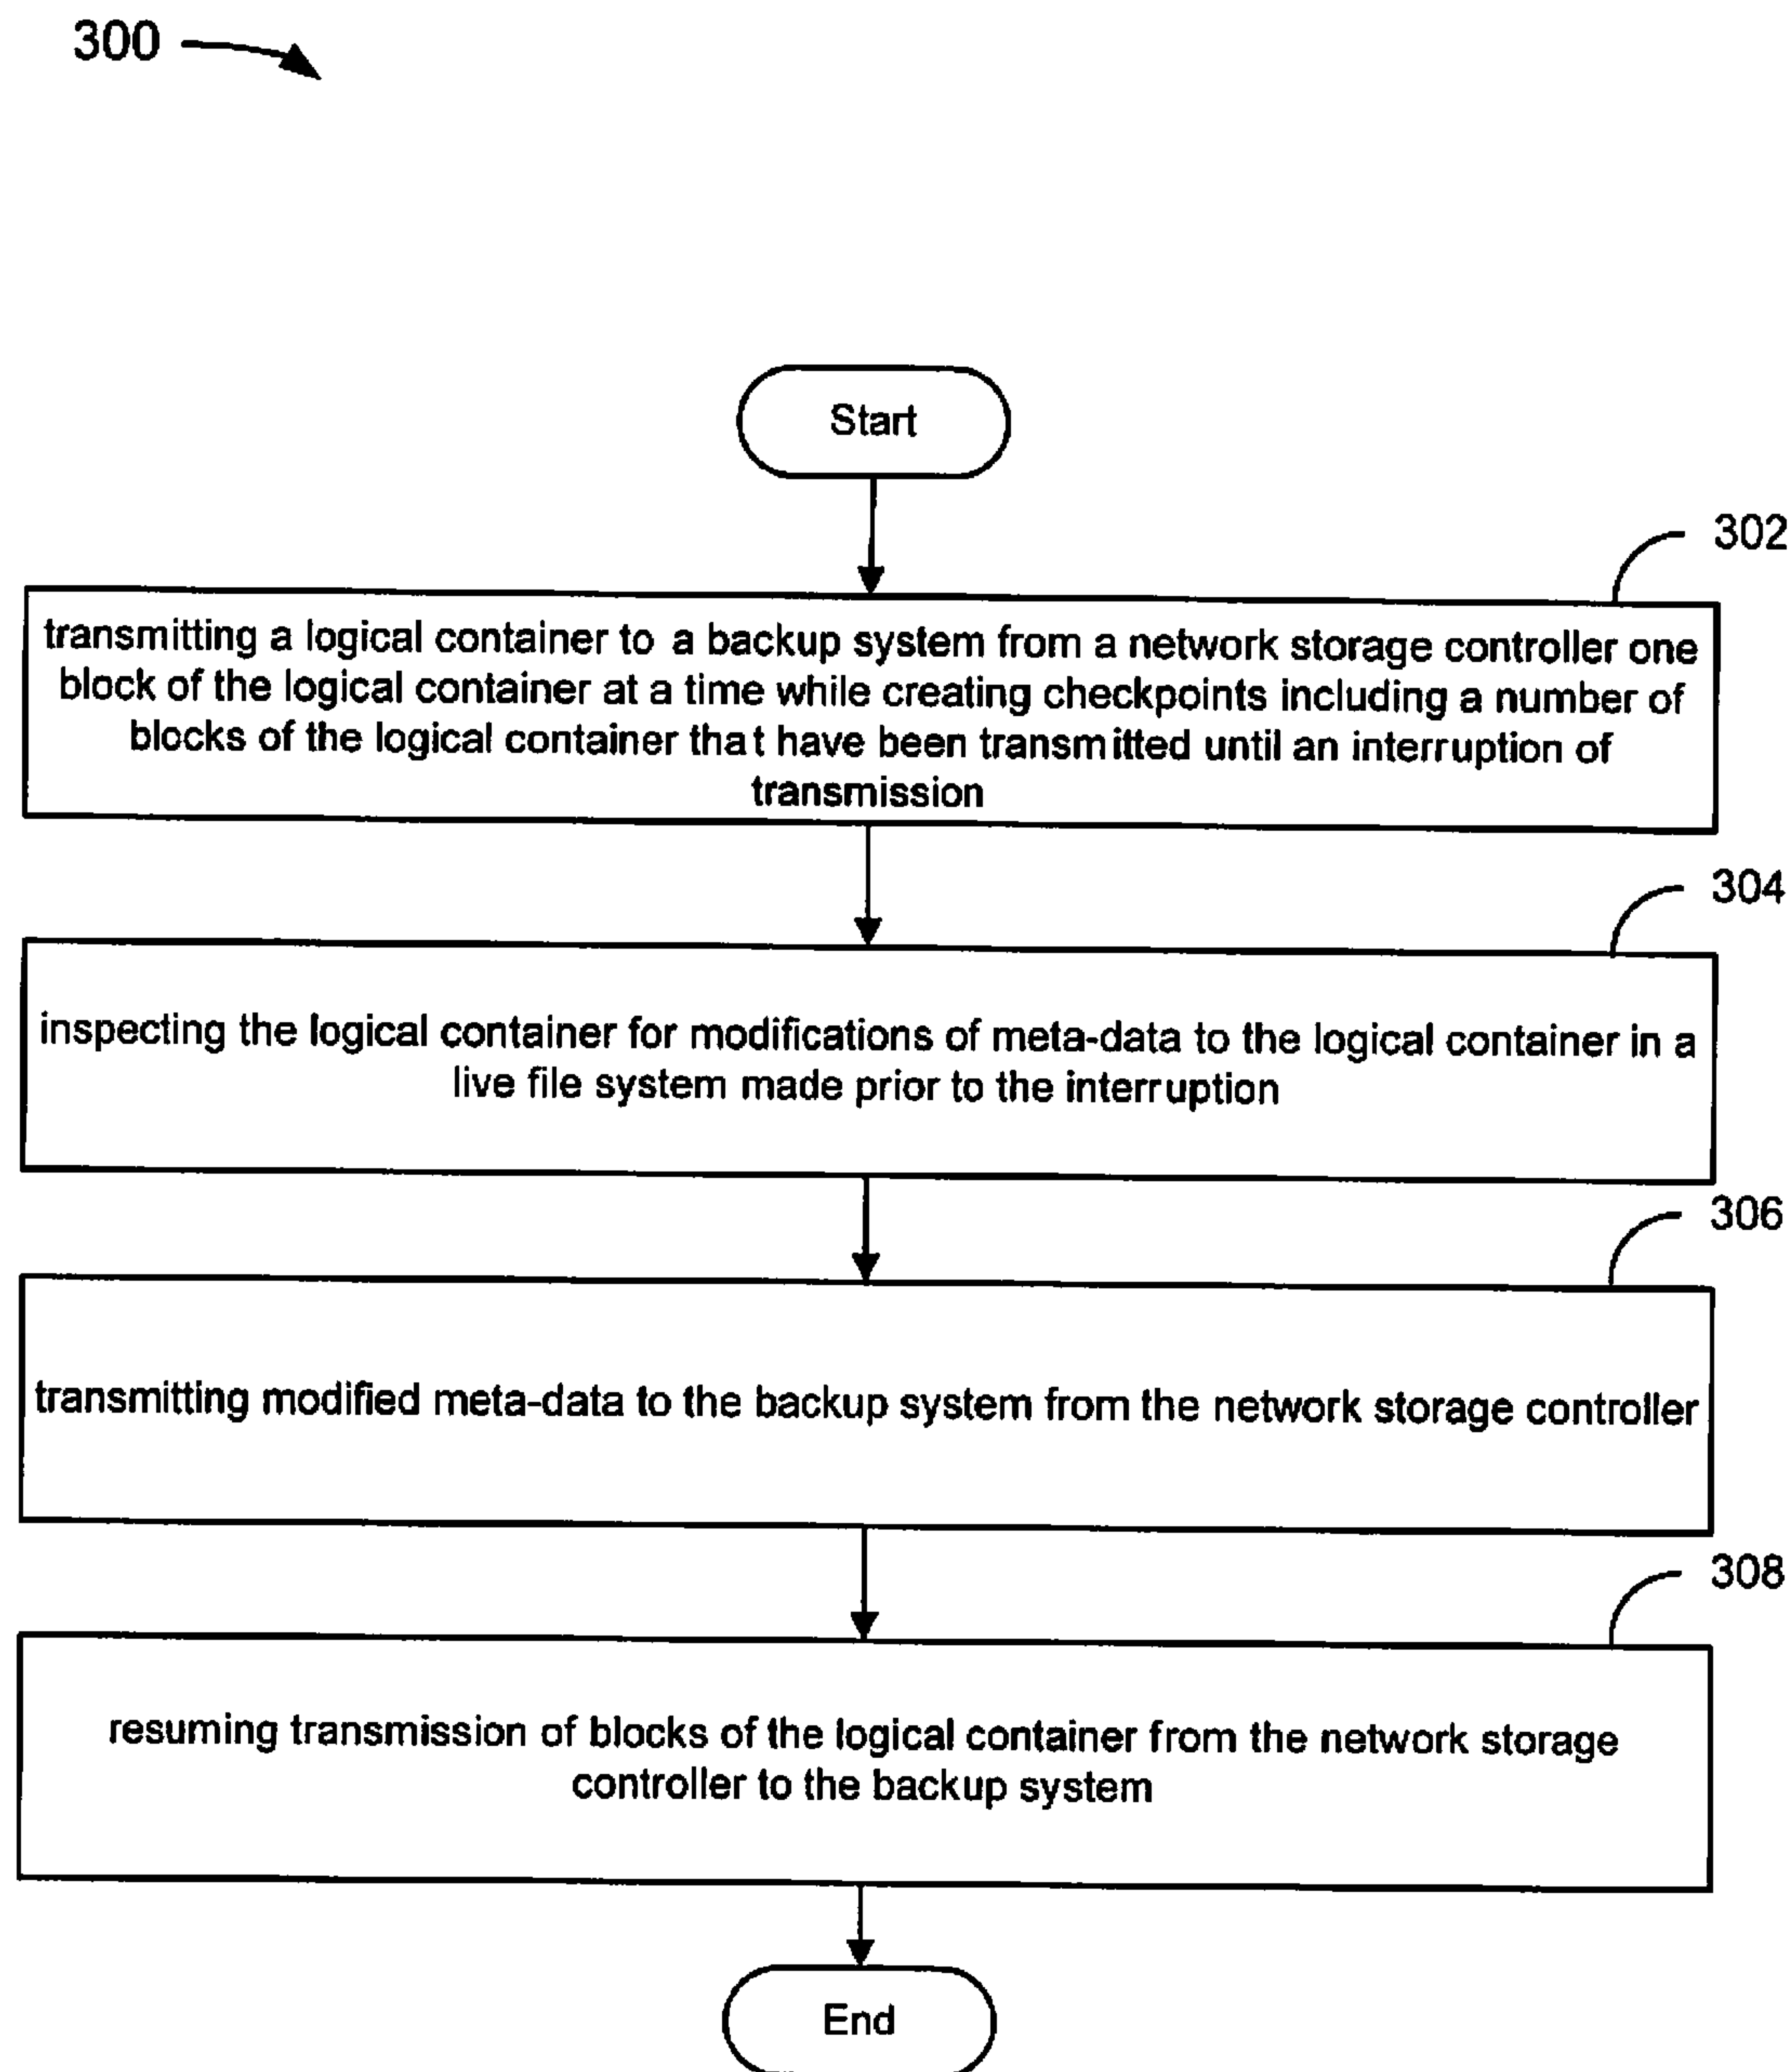 300
Start
302
transmitting a logical container to a backup system from a network storage controller one
block of the logical container at a time while creating checkpoints including a number of
blocks of the logical container that have been transmitted until an interruption of
transmission
304
inspecting the logical container for modifications of meta-data to the logical container in a
live file system made prior to the interruption
306
transmitting modified meta-data to the backup system from the network storage controller
308
resuming transmission of blocks of the logical container from the network storage
controller to the backup system
End